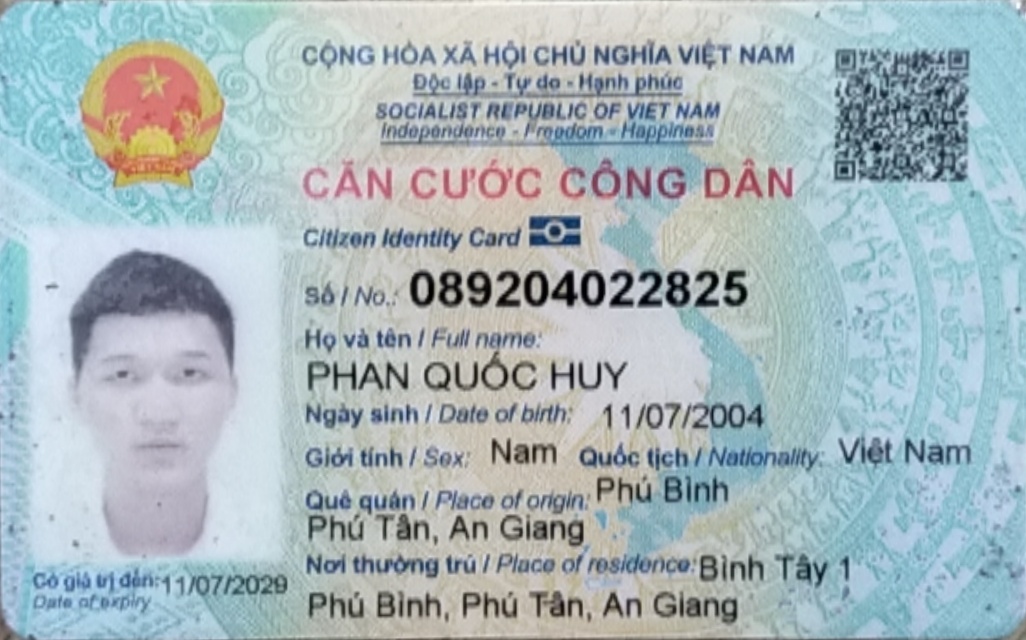 CỘNG HÒA XÃ HỘI CHỦ NGHĨA VIỆT NAM
Độc lập - Tự do - Hạnh phúc
SOCIALIST REPUBLIC OF VIET NAM
Independence - Freedom - Happiness
CĂN CƯỚC CÔNG DÂN
Citizen Identity Card
Số / No.: 089204022825
Họ và tên / Full name:
PHAN QUỐC HUY
Ngày sinh / Date of birth: 11/07/2004
Giới tính / Sex: Nam Quốc tịch / Nationality: Việt Nam
Quê quán / Place of origin: Phú Bình
Phú Tân, An Giang
Nơi thường trú / Place of residence: Bình Tây 1
Phú Bình, Phú Tân, An Giang
Có giá trị đến: 11/07/2029
Date of expiry